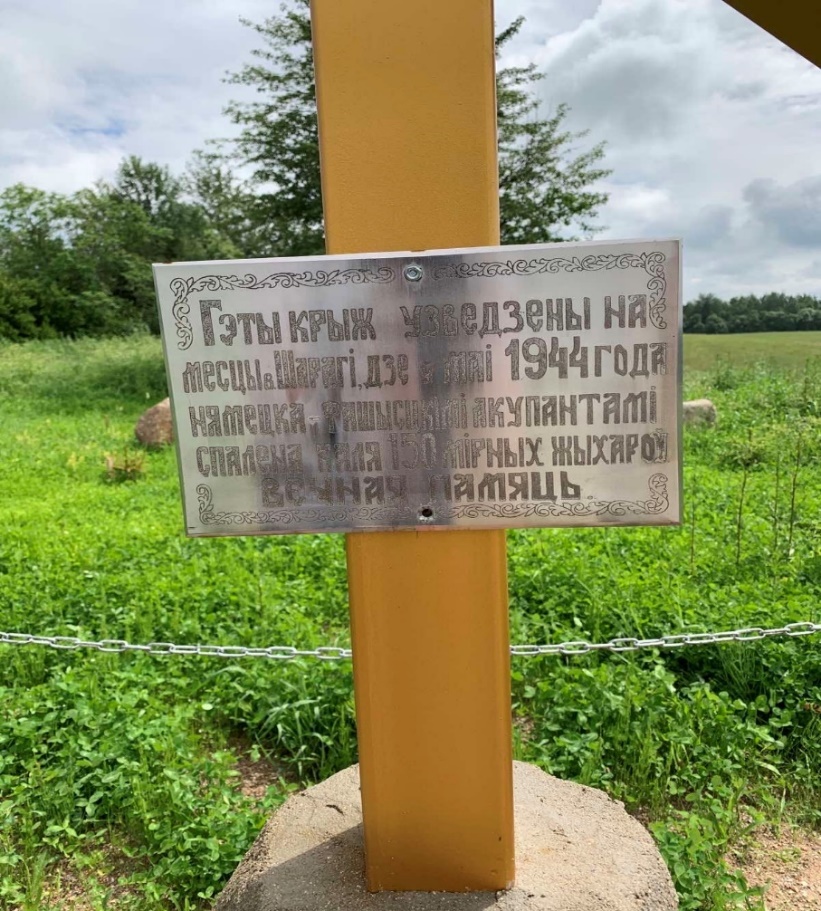 Гэты крыж узведзены на
месцы в. Шарагі, дзе у маі 1944 года
нямецка - фашысцкімі акупантамі
спалена каля 150 мірных жыхароў
вечная памяць.